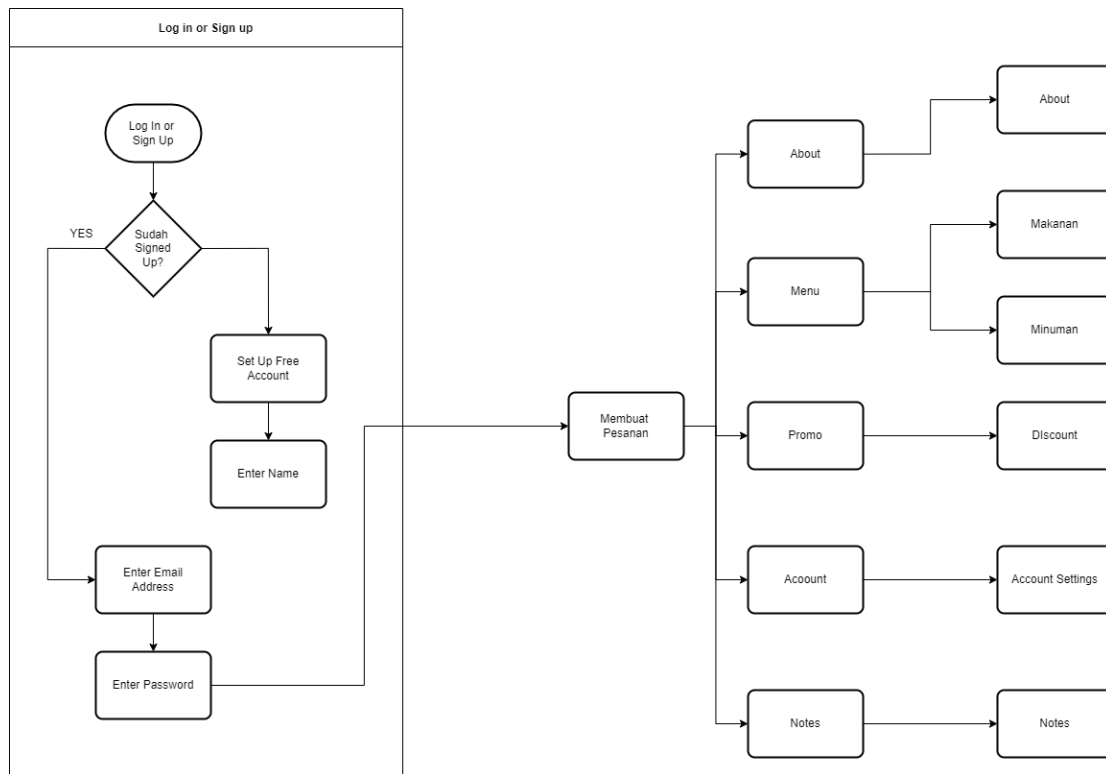 Log in or Sign up
Log In or
Sign Up
YES
Sudah
Signed
Up?
Set Up Free
Account
Enter Name
Enter Email
Address
Enter Password
Membuat
Pesanan
About
About
Menu
Makanan
Minuman
Promo
DIscount
Acoount
Account Settings
Notes
Notes